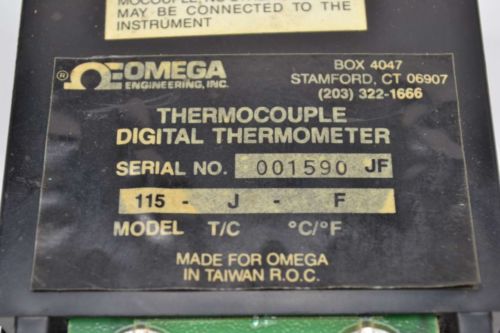 MAY BE CONNECTED TO THE
INSTRUMENT
® OMEGA
ENGINEERING, INC.
BOX 4047
STAMFORD, CT 06907
(203) 322-1666
THERMOCOUPLE
DIGITAL THERMOMETER
SERIAL NO. 001590 JF
115 - J - F
MODEL T/C °C/°F
MADE FOR OMEGA
IN TAIWAN R.O.C.